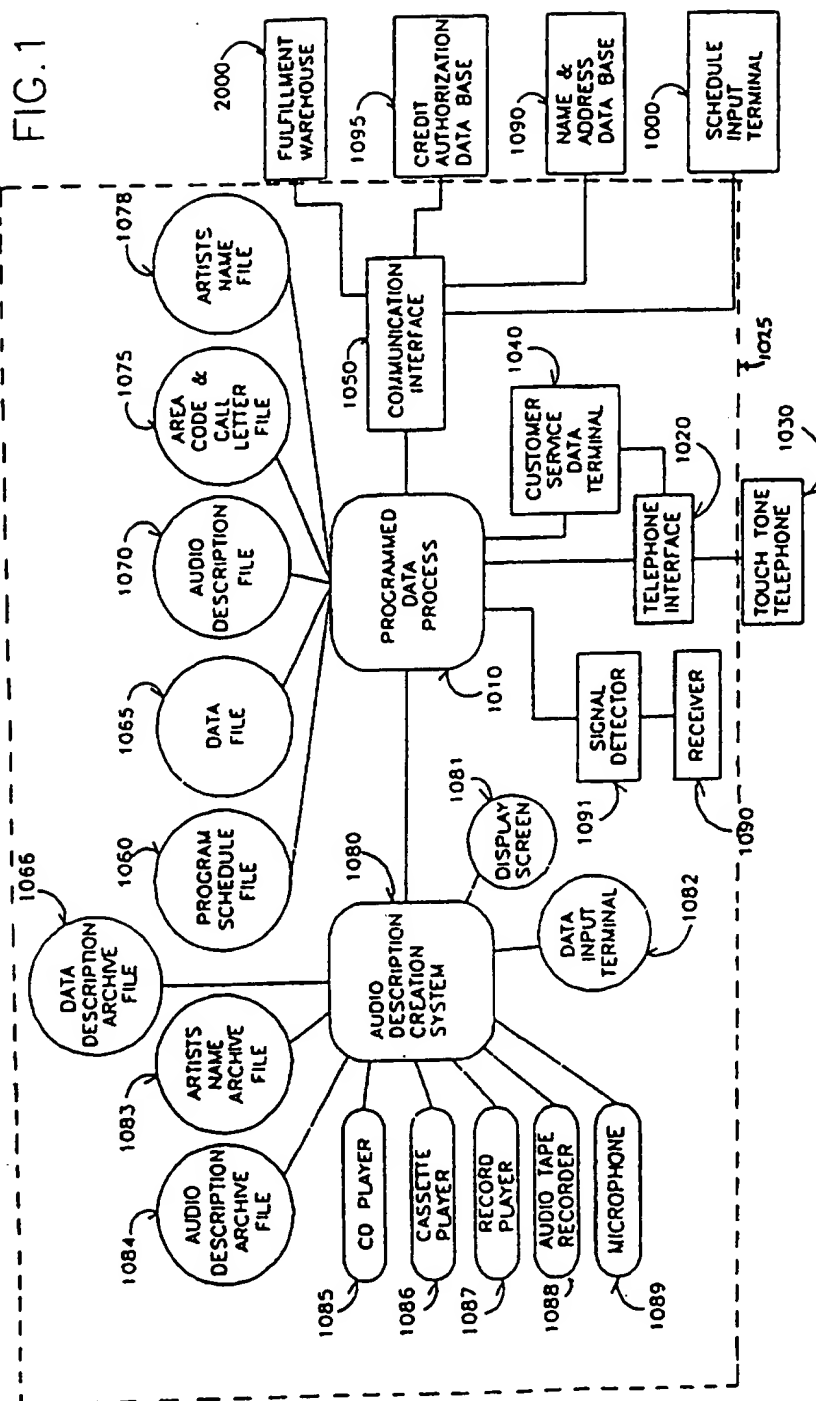 FIG.1
2000
FULFILLMENT
WAREHOUSE
1095
CREDIT
AUTHORIZATION
DATA BASE
1090
NAME &
ADDRESS
DATA BASE
1000
SCHEDULE
INPUT
TERMINAL
1078
ARTISTS
NAME
FILE
1075
AREA
CODE &
CALL
LETTER
FILE
1070
AUDIO
DESCRIPTION
FILE
1065
DATA
FILE
1060
PROGRAM
SCHEDULE
FILE
1066
DATA
DESCRIPTION
ARCHIVE
FILE
1083
ARTISTS
NAME
ARCHIVE
FILE
1084
AUDIO
DESCRIPTION
ARCHIVE
FILE
1050
COMMUNICATION
INTERFACE
PROGRAMMED
DATA
PROCESS
1010
1080
AUDIO
DESCRIPTION
CREATION
SYSTEM
1040
CUSTOMER
SERVICE
DATA
TERMINAL
1020
TELEPHONE
INTERFACE
1025
1030
TOUCH TONE
TELEPHONE
SIGNAL
DETECTOR
1091
RECEIVER
1090
1081
DISPLAY
SCREEN
DATA
INPUT
TERMINAL
1082
CD PLAYER
1085
CASSETTE
PLAYER
1086
RECORD
PLAYER
1087
AUDIO TAPE
RECORDER
1088
MICROPHONE
1089